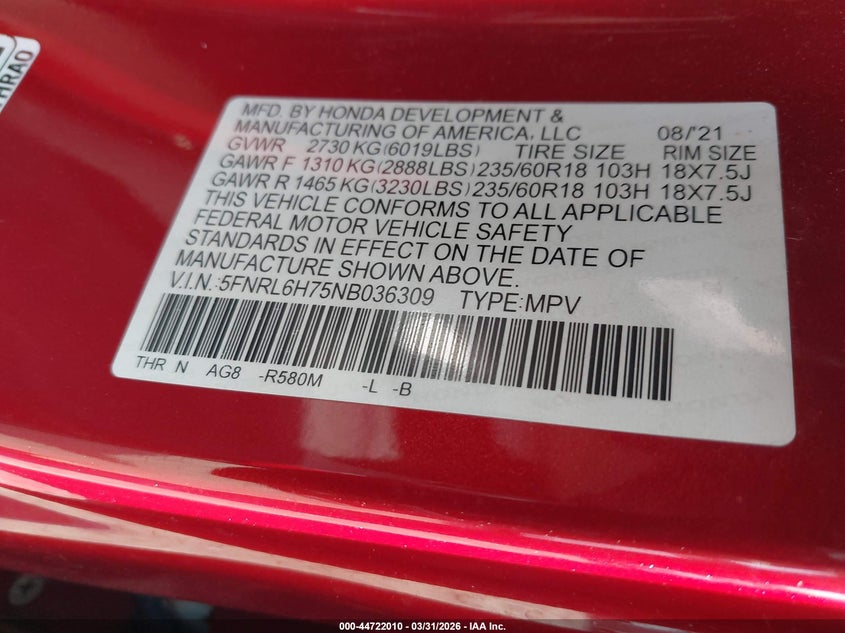 HRAO
MFD. BY HONDA DEVELOPMENT &
MANUFACTURING OF AMERICA, LLC 08/'21
GVWR 2730 KG(6019LBS) TIRE SIZE RIM SIZE
GAWR F 1310 KG(2888LBS)235/60R18 103H 18X7.5J
GAWR R 1465 KG(3230LBS)235/60R18 103H 18X7.5J
THIS VEHICLE CONFORMS TO ALL APPLICABLE
FEDERAL MOTOR VEHICLE SAFETY
STANDARDS IN EFFECT ON THE DATE OF
MANUFACTURE SHOWN ABOVE.
V.I.N.:5FNRL6H75NB036309 TYPE:MPV
THR N AG8 -R580M -L -B
000-44722010 | 03/31/2026 - IAA Inc.